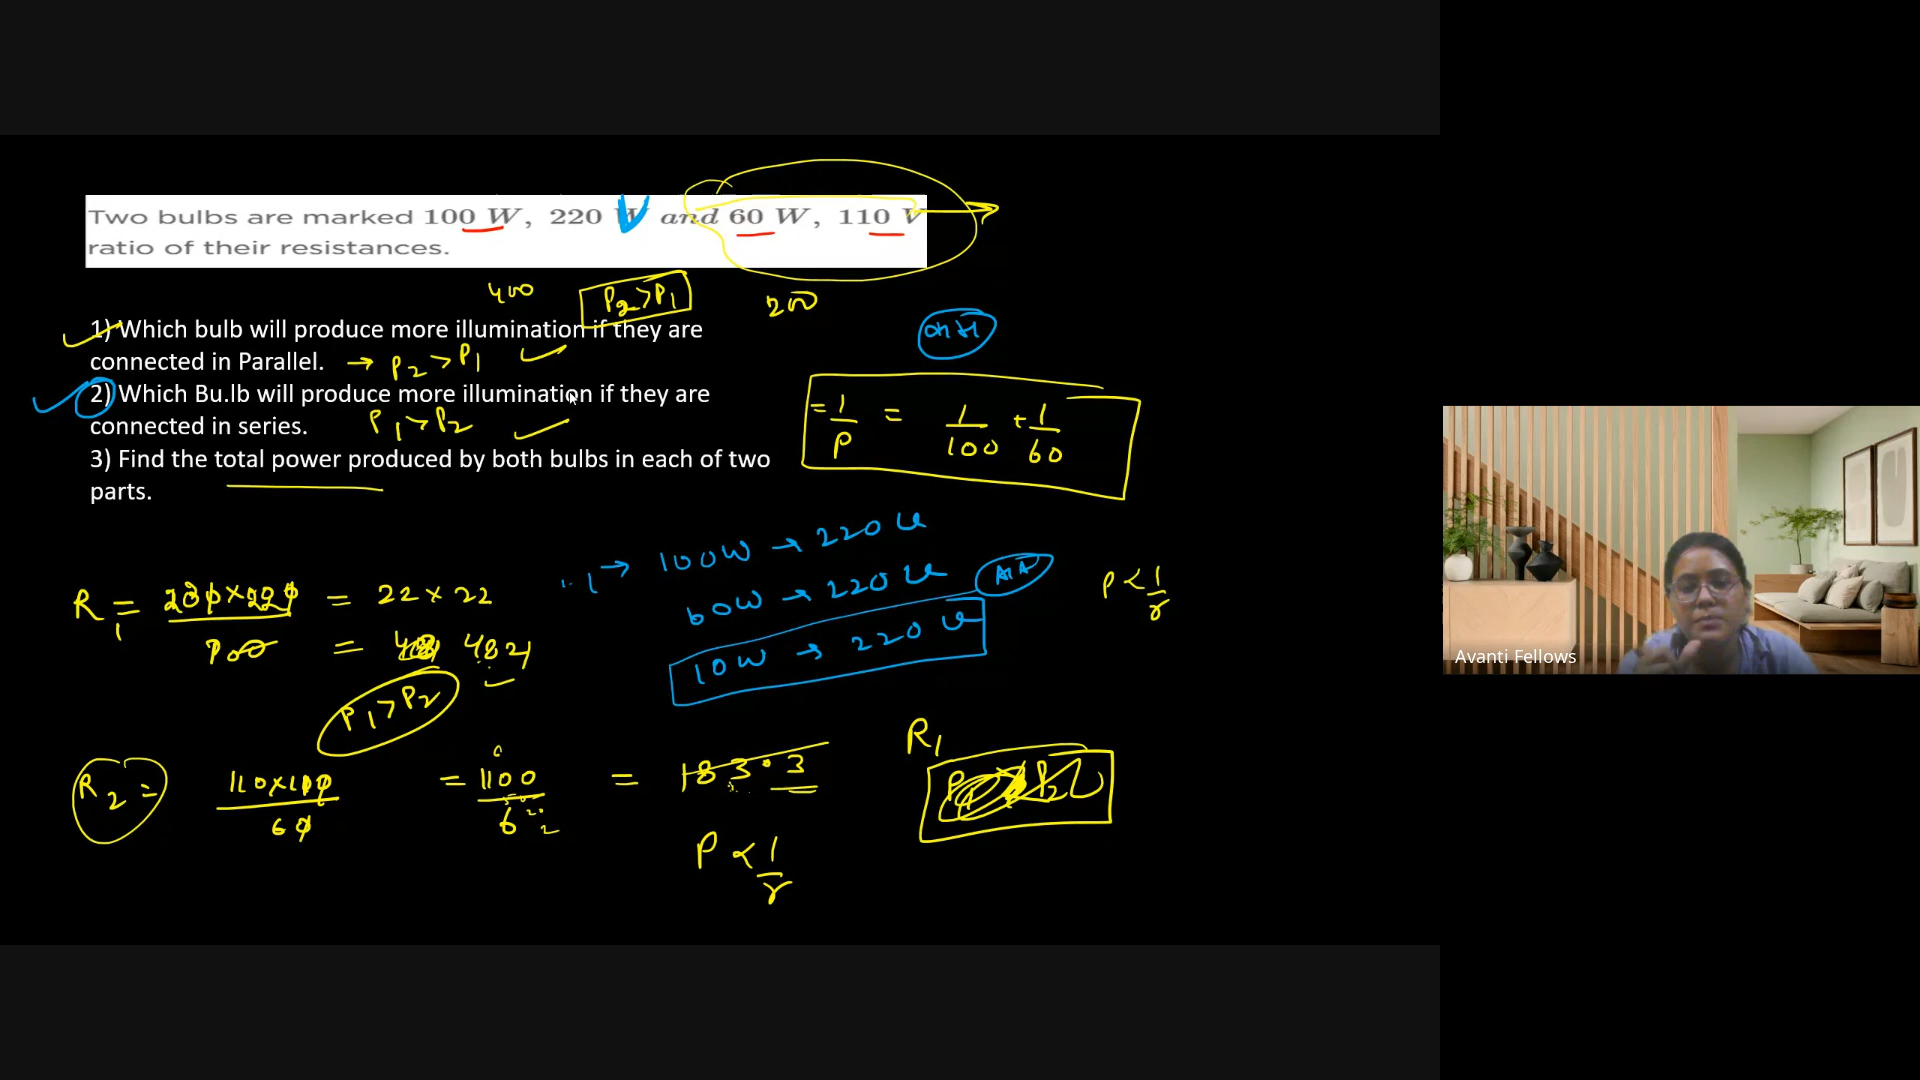 Two bulbs are marked 100 W, 220 V and 60 W, 110 V
ratio of their resistances.
400
P2 > P1
200
1) Which bulb will produce more illumination if they are
connected in Parallel. → P2 > P1
2) Which Bu.lb will produce more illumination if they are
connected in series. P1 > P2
3) Find the total power produced by both bulbs in each of two
parts.
= 1/P = 1/100 + 1/60
100W → 220V
60W → 220V
10W → 220V
P ∝ 1/r
R1 = 220×220/100 = 22 × 22
= 484
P1 > P2
R2 = 110×110/60 = 1100/6 = 183.3
R1
P ∝ 1/r
Avanti Fellows